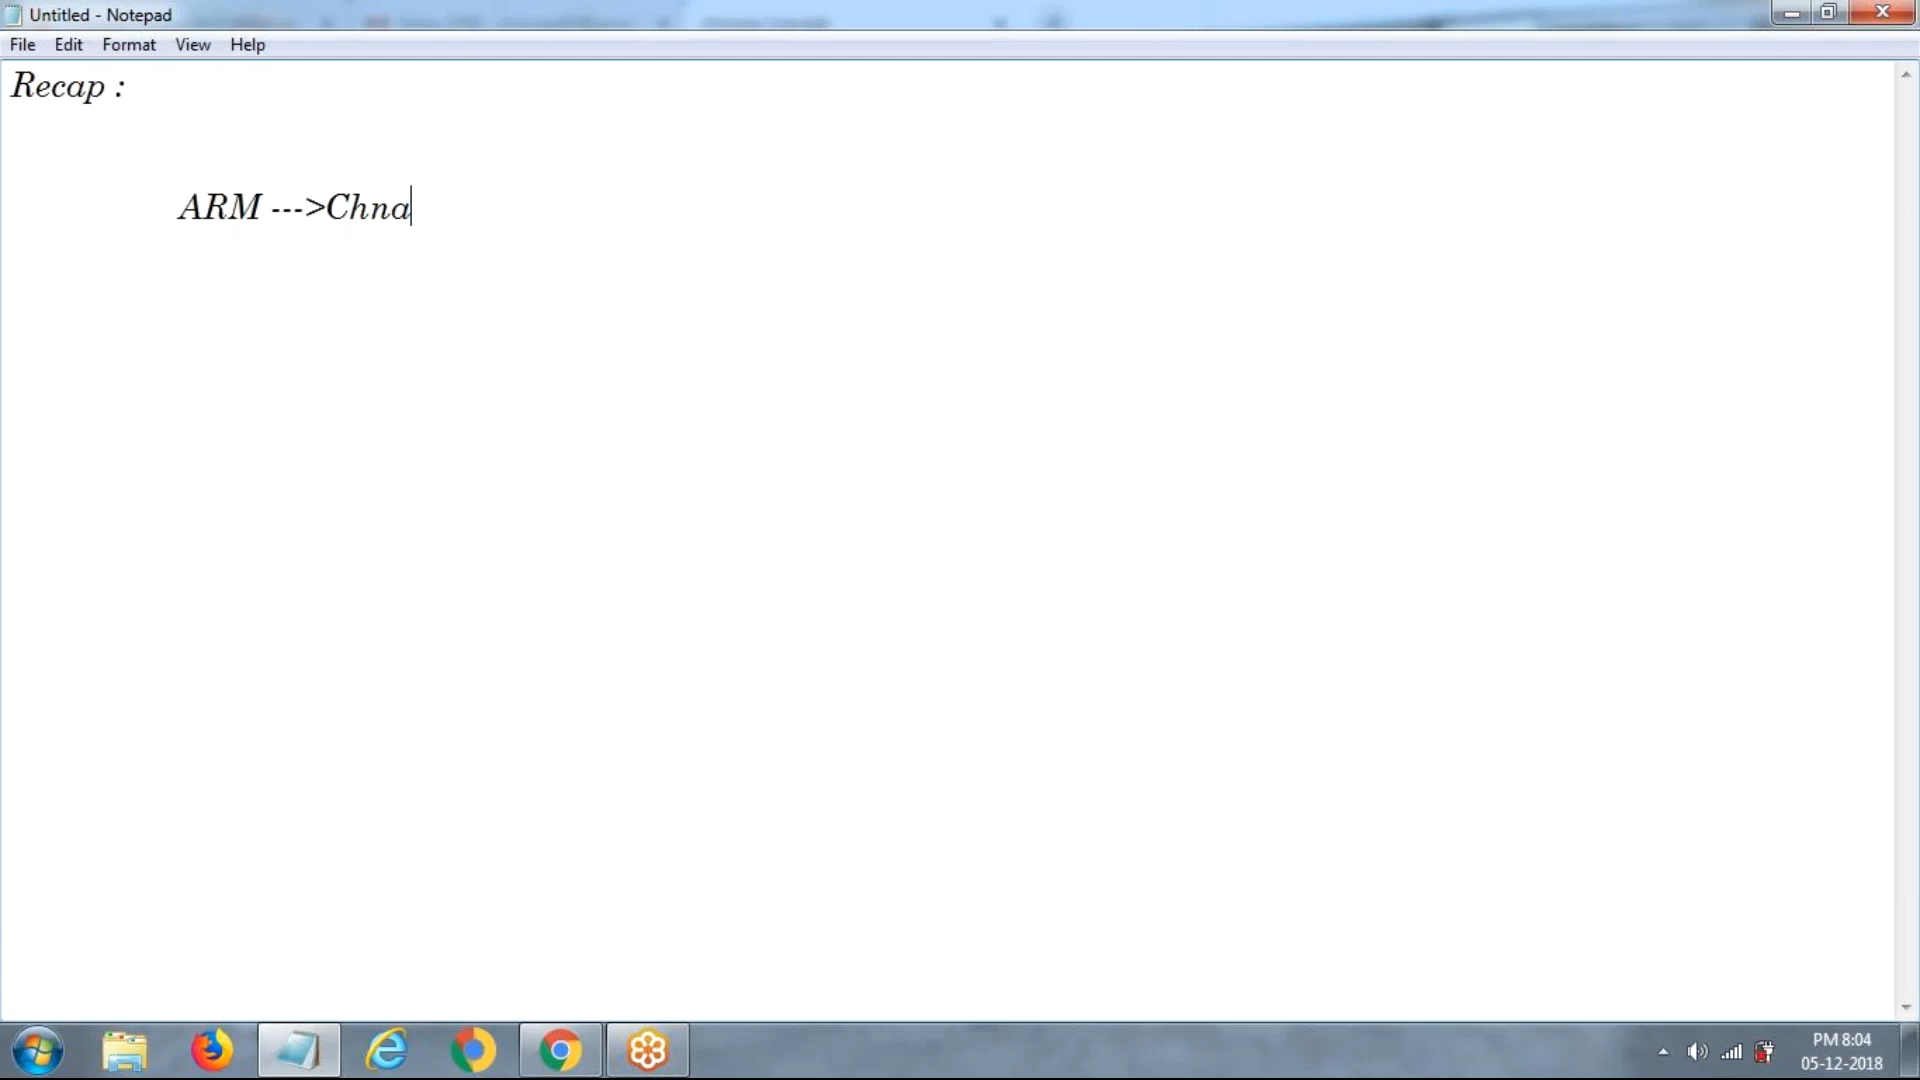 Untitled - Notepad
File Edit Format View Help
Recap :
ARM --->Chna
PM 8:04
05-12-2018